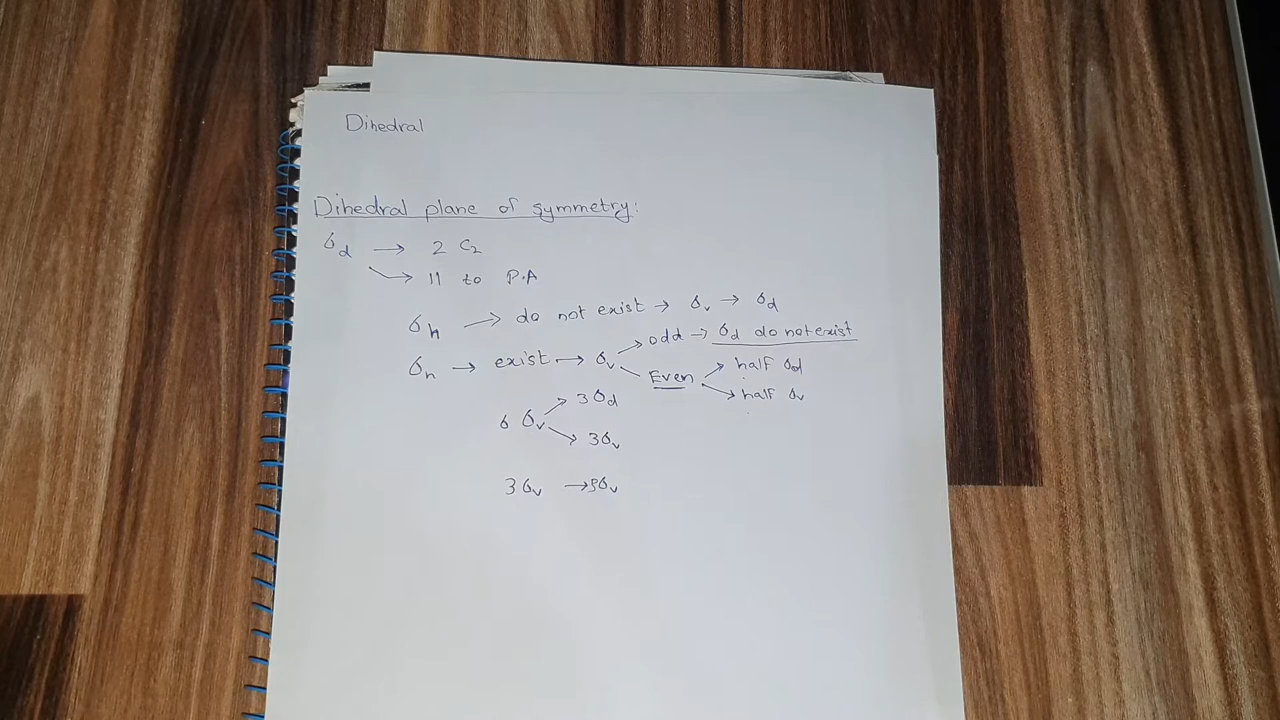 Dihedral
Dihedral plane of symmetry:
σd → 2 C2
→ 11 to P.A
σh → do not exist → σv → σd
σh → exist → σv → odd → σd do not exist
Even → half σd
→ half σv
6 σv → 3σd
→ 3σv
3σv → 3σv